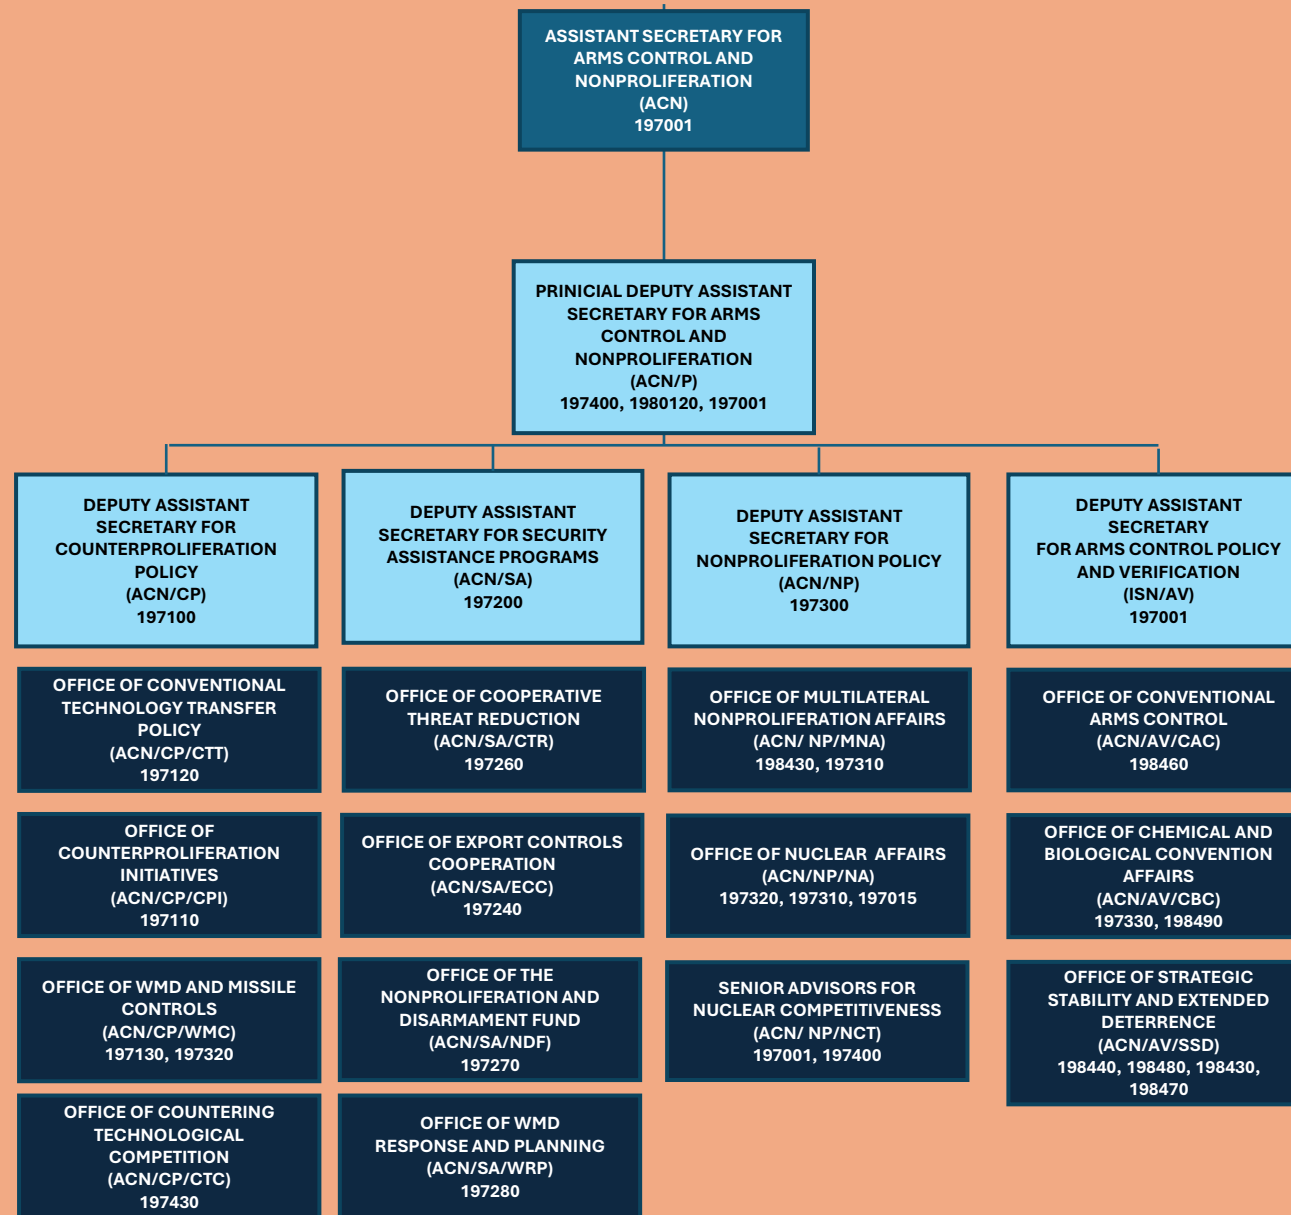 ASSISTANT SECRETARY FOR
ARMS CONTROL AND
NONPROLIFERATION
(ACN)
197001
PRINICIAL DEPUTY ASSISTANT
SECRETARY FOR ARMS
CONTROL AND
NONPROLIFERATION
(ACN/P)
197400, 1980120, 197001
DEPUTY ASSISTANT
SECRETARY FOR
COUNTERPROLIFERATION
POLICY
(ACN/CP)
197100
DEPUTY ASSISTANT
SECRETARY FOR SECURITY
ASSISTANCE PROGRAMS
(ACN/SA)
197200
DEPUTY ASSISTANT
SECRETARY FOR
NONPROLIFERATION POLICY
(ACN/NP)
197300
DEPUTY ASSISTANT
SECRETARY
FOR ARMS CONTROL POLICY
AND VERIFICATION
(ISN/AV)
197001
OFFICE OF CONVENTIONAL
TECHNOLOGY TRANSFER
POLICY
(ACN/CP/CTT)
197120
OFFICE OF COOPERATIVE
THREAT REDUCTION
(ACN/SA/CTR)
197260
OFFICE OF MULTILATERAL
NONPROLIFERATION AFFAIRS
(ACN/ NP/MNA)
198430, 197310
OFFICE OF CONVENTIONAL
ARMS CONTROL
(ACN/AV/CAC)
198460
OFFICE OF
COUNTERPROLIFERATION
INITIATIVES
(ACN/CP/CPI)
197110
OFFICE OF EXPORT CONTROLS
COOPERATION
(ACN/SA/ECC)
197240
OFFICE OF NUCLEAR  AFFAIRS
(ACN/NP/NA)
197320, 197310, 197015
OFFICE OF CHEMICAL AND
BIOLOGICAL CONVENTION
AFFAIRS
(ACN/AV/CBC)
197330, 198490
OFFICE OF WMD AND MISSILE
CONTROLS
(ACN/CP/WMC)
197130, 197320
OFFICE OF THE
NONPROLIFERATION AND
DISARMAMENT FUND
(ACN/SA/NDF)
197270
SENIOR ADVISORS FOR
NUCLEAR COMPETITIVENESS
(ACN/ NP/NCT)
197001, 197400
OFFICE OF STRATEGIC
STABILITY AND EXTENDED
DETERRENCE
(ACN/AV/SSD)
198440, 198480, 198430,
198470
OFFICE OF COUNTERING
TECHNOLOGICAL
COMPETITION
(ACN/CP/CTC)
197430
OFFICE OF WMD
RESPONSE AND PLANNING
(ACN/SA/WRP)
197280